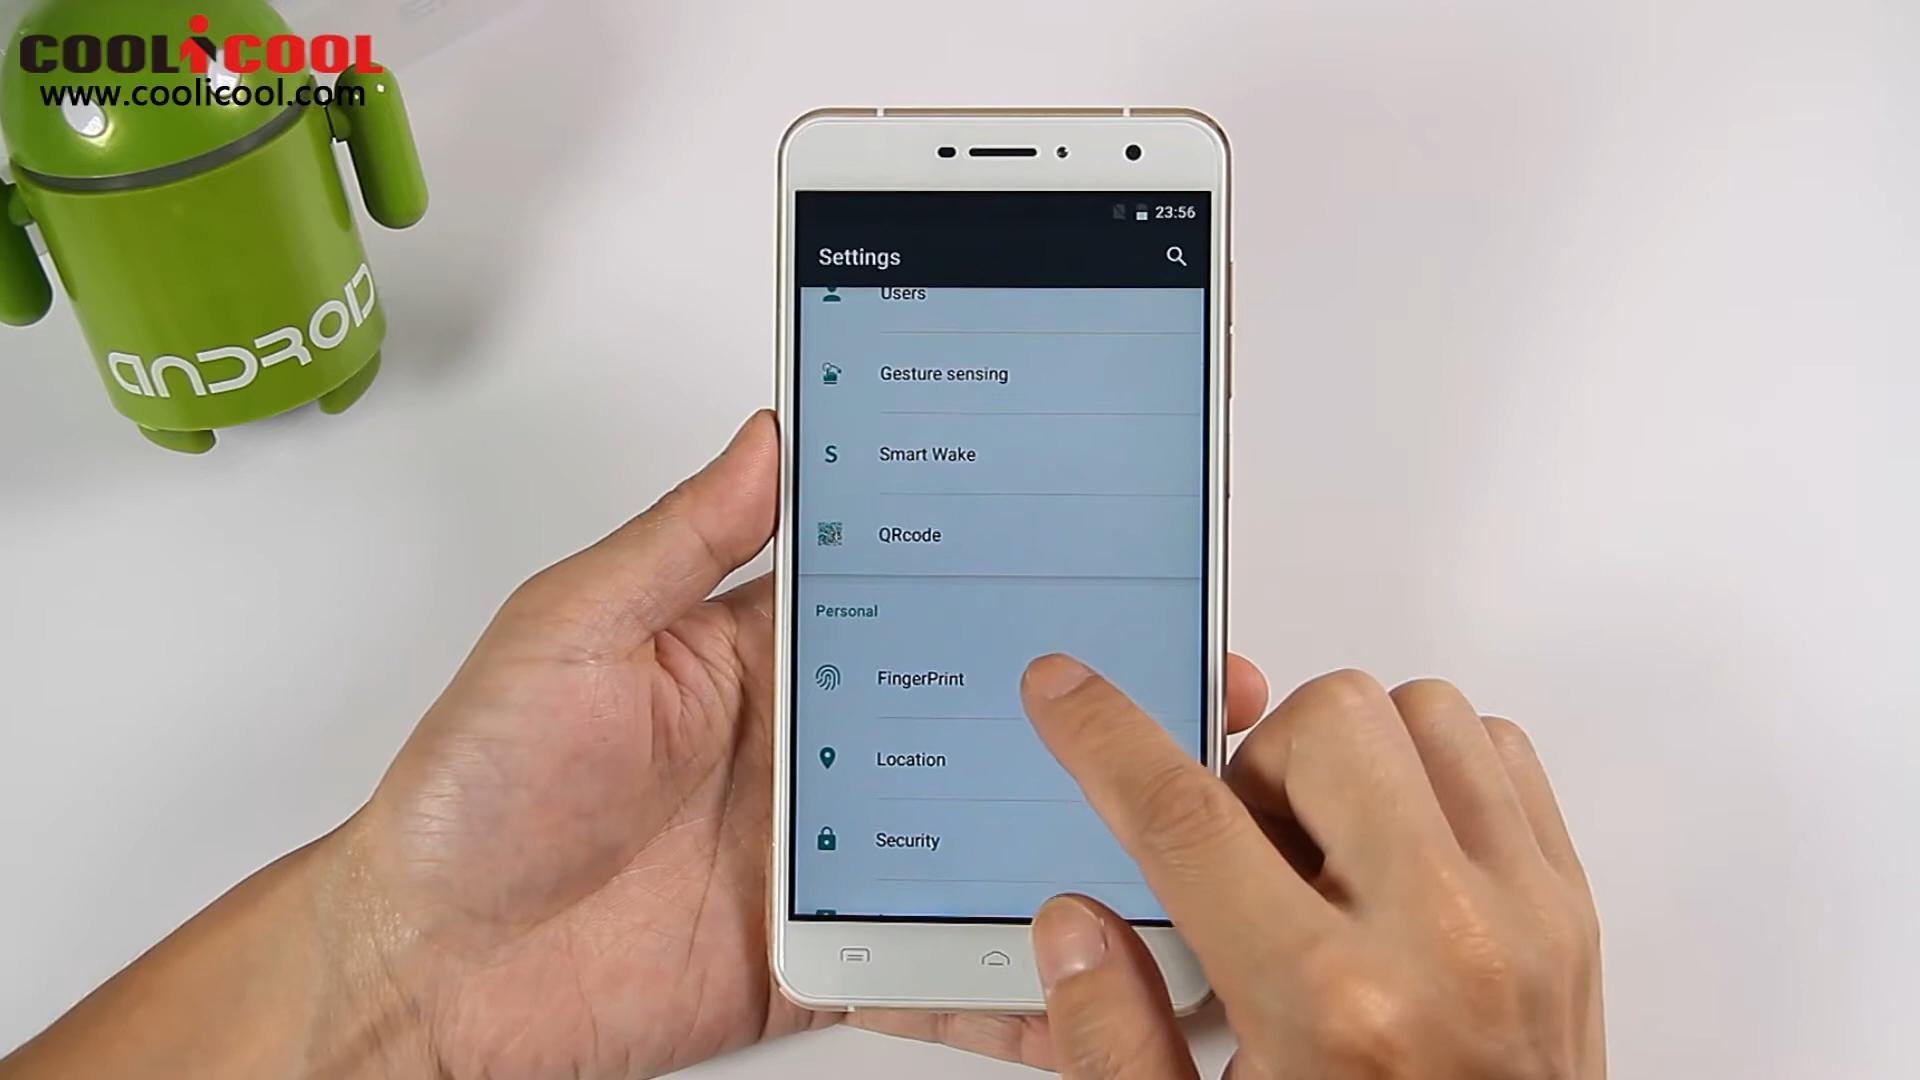 COOLiCOOL
www.coolicool.com
ANDROID
23:56
Settings
Users
Gesture sensing
S
Smart Wake
QRcode
Personal
FingerPrint
Location
Security